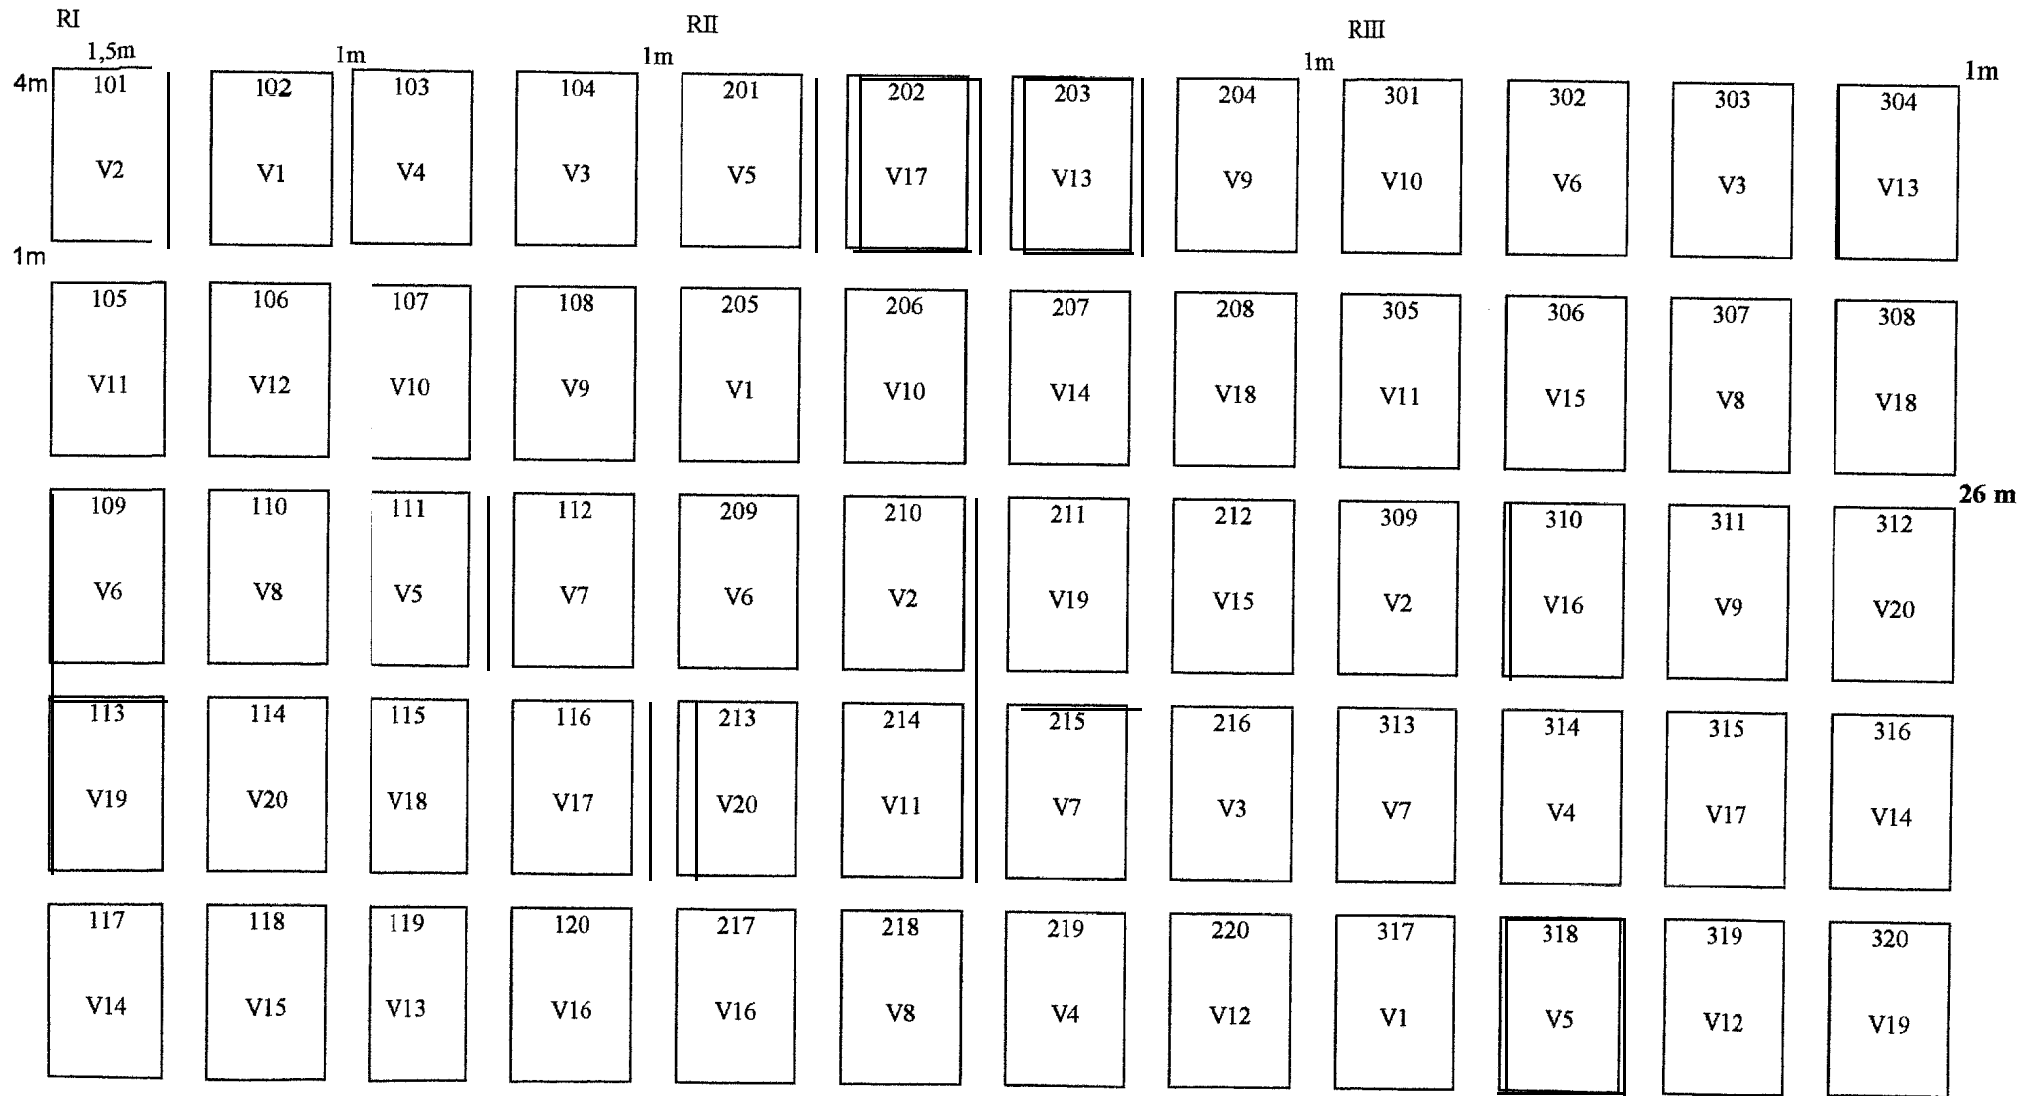 RI RII RIII
1,5m 1m 1m 1m 1m
4m 101 102 103 104 201 202 203 204 301 302 303 304
V2 V1 V4 V3 V5 V17 V13 V9 V10 V6 V3 V13
1m
105 106 107 108 205 206 207 208 305 306 307 308
V11 V12 V10 V9 V1 V10 V14 V18 V11 V15 V8 V18
26 m
109 110 111 112 209 210 211 212 309 310 311 312
V6 V8 V5 V7 V6 V2 V19 V15 V2 V16 V9 V20
113 114 115 116 213 214 215 216 313 314 315 316
V19 V20 V18 V17 V20 V11 V7 V3 V7 V4 V17 V14
117 118 119 120 217 218 219 220 317 318 319 320
V14 V15 V13 V16 V16 V8 V4 V12 V1 V5 V12 V19